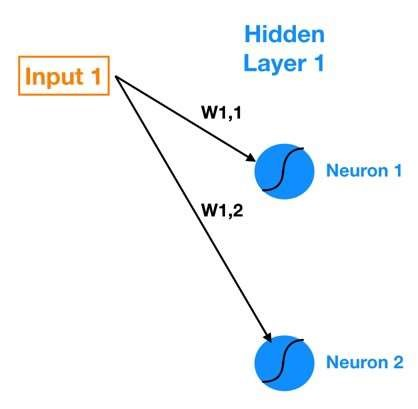 Hidden
Layer 1
Input 1
W1,1
Neuron 1
W1,2
Neuron 2